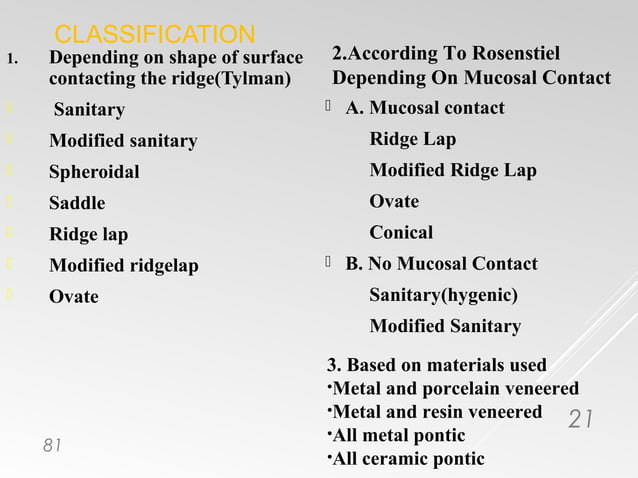 CLASSIFICATION
1. Depending on shape of surface
contacting the ridge(Tylman)
Sanitary
Modified sanitary
Spheroidal
Saddle
Ridge lap
Modified ridgelap
Ovate
2.According To Rosenstiel
Depending On Mucosal Contact
A. Mucosal contact
Ridge Lap
Modified Ridge Lap
Ovate
Conical
B. No Mucosal Contact
Sanitary(hygenic)
Modified Sanitary
3. Based on materials used
•Metal and porcelain veneered
•Metal and resin veneered
•All metal pontic
•All ceramic pontic
21
81